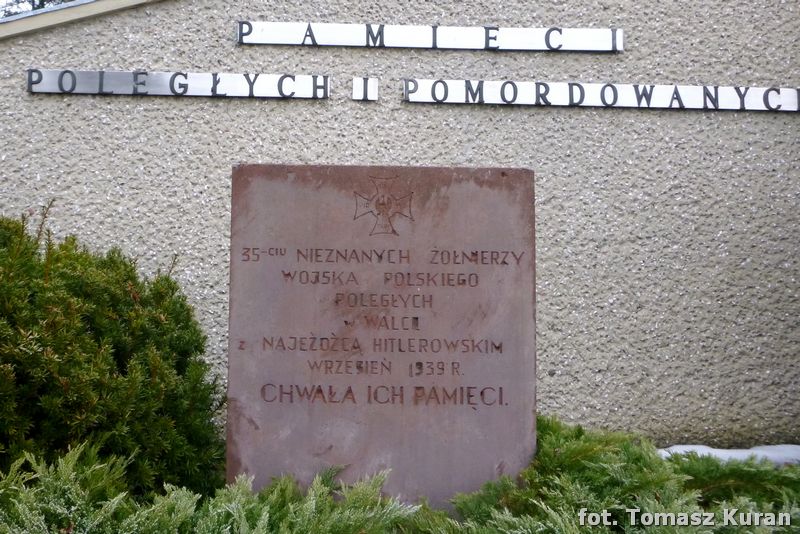 PAMIĘCI
POLEGŁYCH I POMORDOWANYCH
35-CIU NIEZNANYCH ŻOŁNIERZY
WOJSKA POLSKIEGO
POLEGŁYCH
W WALCE
z NAJEŹDŹCĄ HITLEROWSKIM
WRZESIEŃ 1939 R.
CHWAŁA ICH PAMIĘCI.
fot. Tomasz Kuran